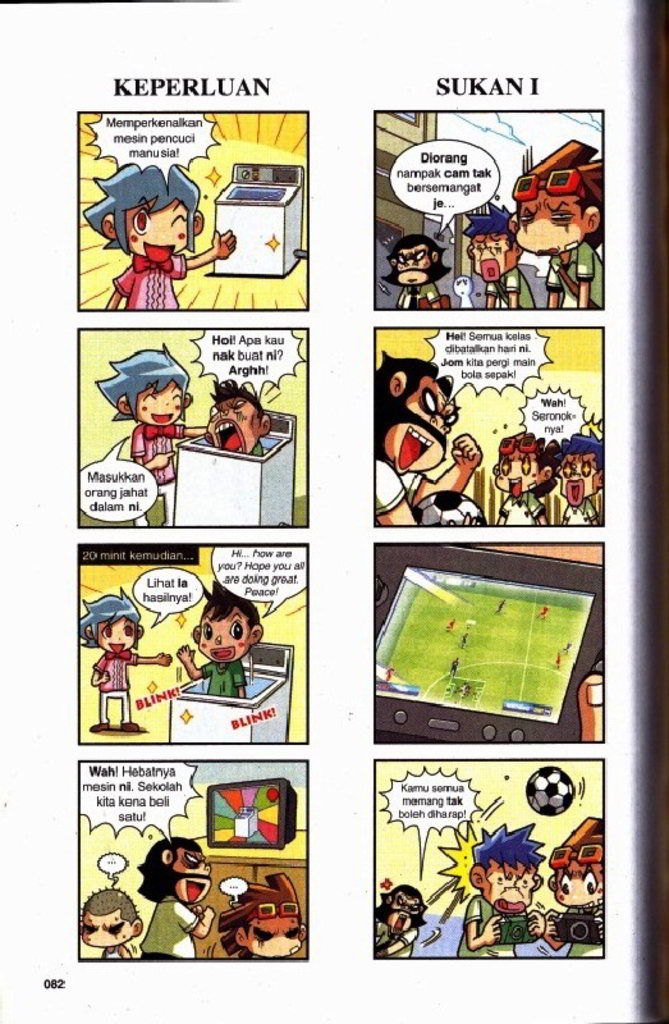 KEPERLUAN
Memperkenalkan
mesin pencuci
manusia!
Hoi! Apa kau
nak buat ni?
Arghh!
Masukkan
orang jahat
dalam ni.
20 minit kemudian...
Lihat la
hasilnya!
Hi... how are
you? Hope you all
are doing great.
Peace!
BLINK!
BLINK!
Wah! Hebatnya
mesin nii. Sekolah
kita kena beli
satu!
...
...
SUKAN I
Diorang
nampak cam tak
bersemangat
je...
Hei! Semua kelas
dibatalkan hari ni.
Jom kita pergi main
bola sepak!
Wah!
Seronok-
nya!
Kamu semua
memang tak
boleh diharap!
082